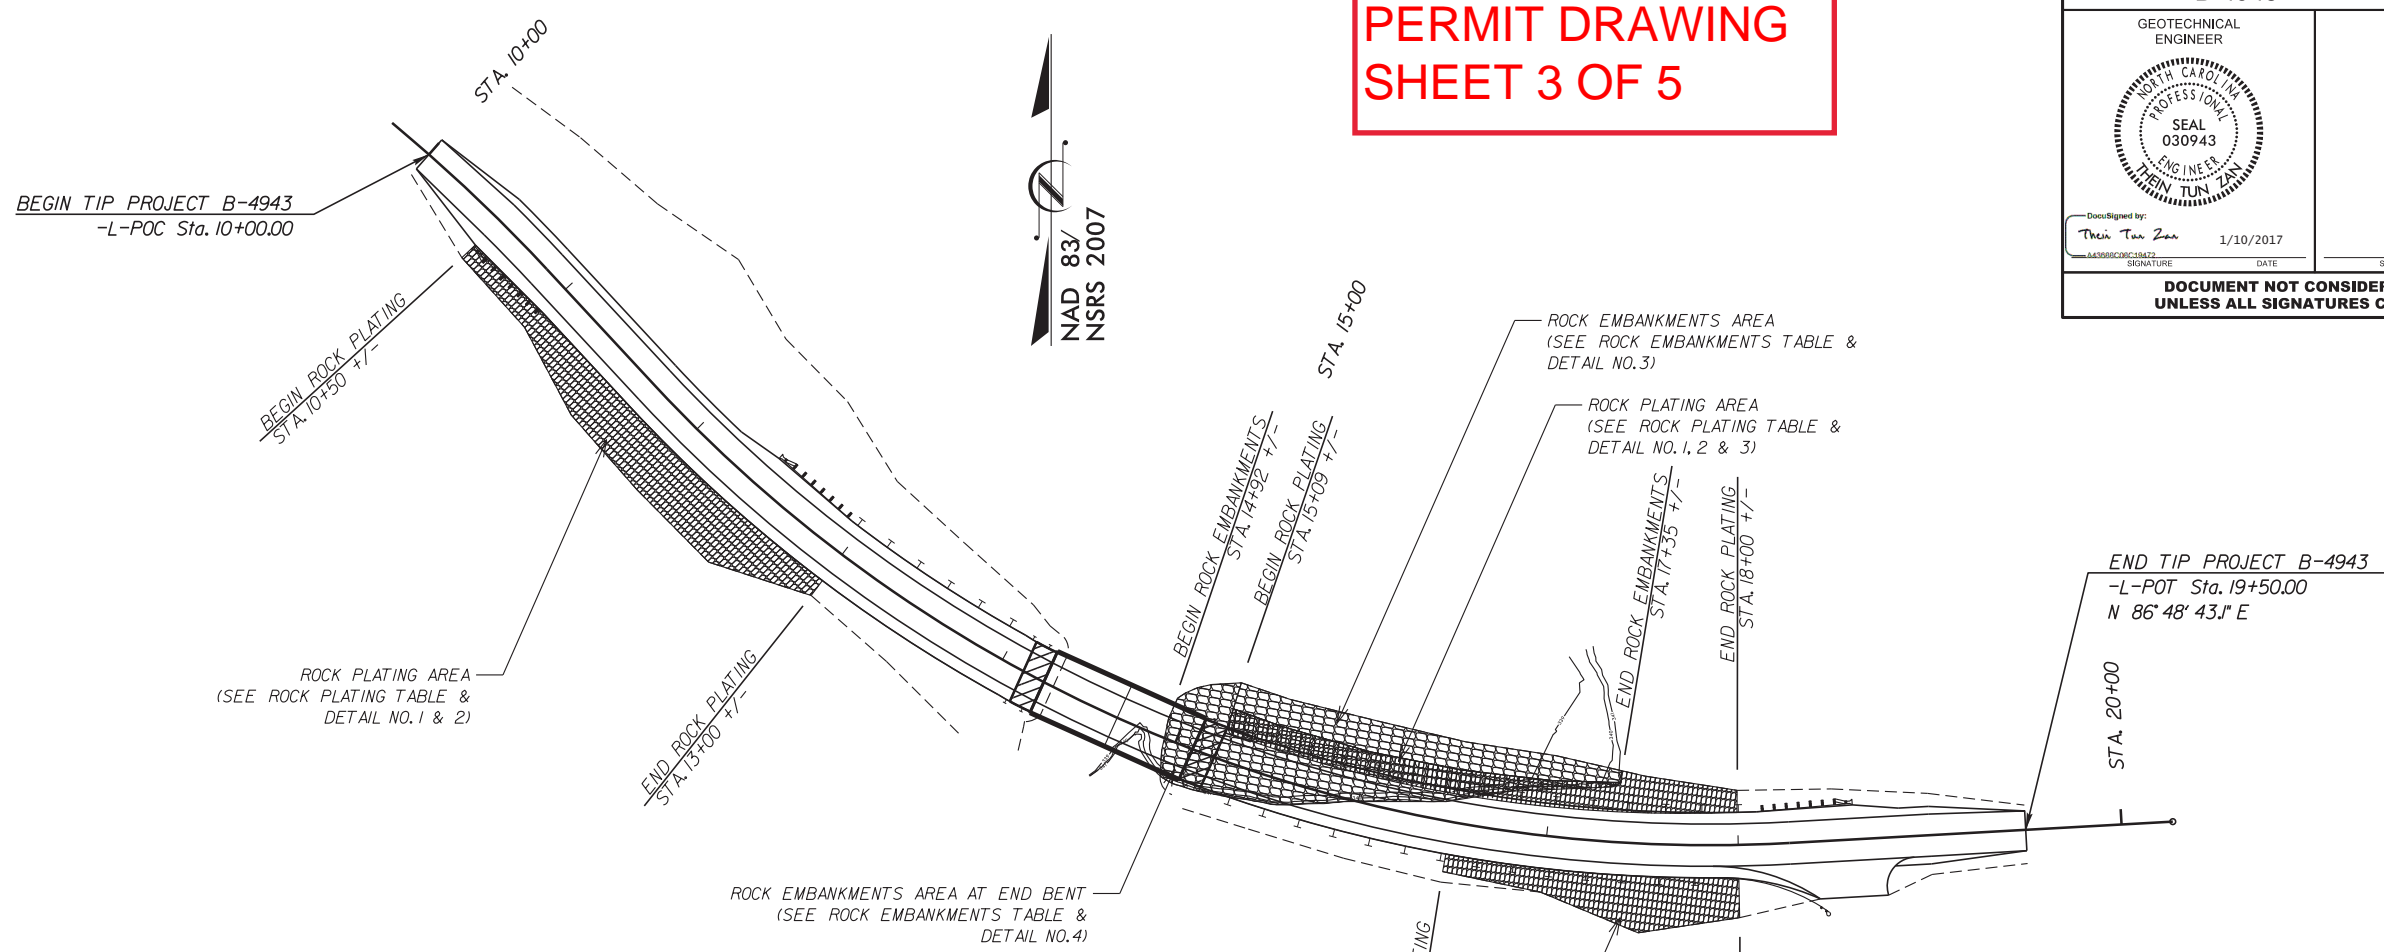 PERMIT DRAWING
SHEET 3 OF 5
GEOTECHNICAL
ENGINEER
NORTH CAROLINA
PROFESSIONAL
SEAL
030943
ENGINEER
THEIN TUN ZAN
DocuSigned by:
Thein Tun Zan
1/10/2017
SIGNATURE
DATE
DOCUMENT NOT CONSIDER
UNLESS ALL SIGNATURES C
STA. 10+00
BEGIN TIP PROJECT B-4943
-L-POC Sta. 10+00.00
NAD 83/
NSRS 2007
BEGIN ROCK PLATING
STA. 10+50 +/-
STA. 15+00
ROCK EMBANKMENTS AREA
(SEE ROCK EMBANKMENTS TABLE &
DETAIL NO.3)
ROCK PLATING AREA
(SEE ROCK PLATING TABLE &
DETAIL NO.1, 2 & 3)
BEGIN ROCK EMBANKMENTS
STA. 14+92 +/-
BEGIN ROCK PLATING
STA. 15+09 +/-
END ROCK EMBANKMENTS
STA. 17+35 +/-
END ROCK PLATING
STA. 18+00 +/-
END TIP PROJECT B-4943
-L-POT Sta. 19+50.00
N 86° 48' 43.1" E
STA. 20+00
ROCK PLATING AREA
(SEE ROCK PLATING TABLE &
DETAIL NO. 1 & 2)
END ROCK PLATING
STA. 13+00 +/-
ROCK EMBANKMENTS AREA AT END BENT
(SEE ROCK EMBANKMENTS TABLE &
DETAIL NO.4)